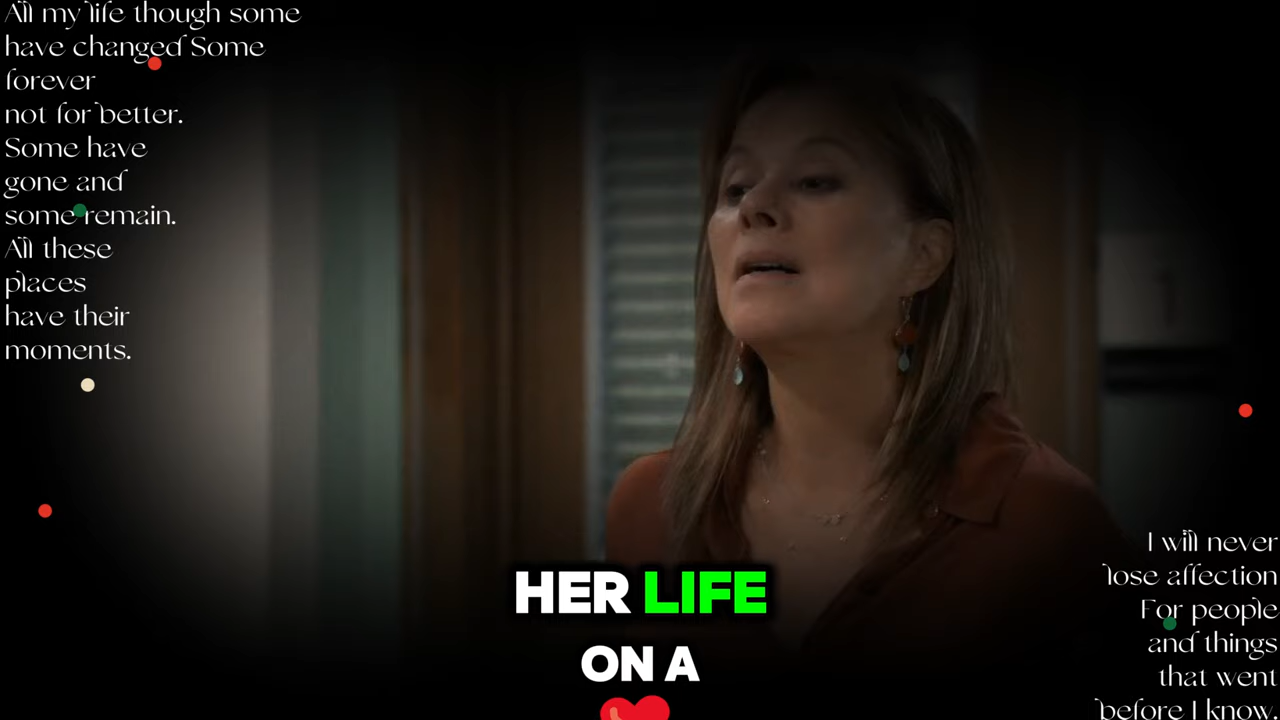 All my life though some
have changed Some
forever
not for better.
Some have
gone and
some remain.
All these
places
have their
moments.
HER LIFE
ON A
I will never
lose affection
For people
and things
that went
before I know,